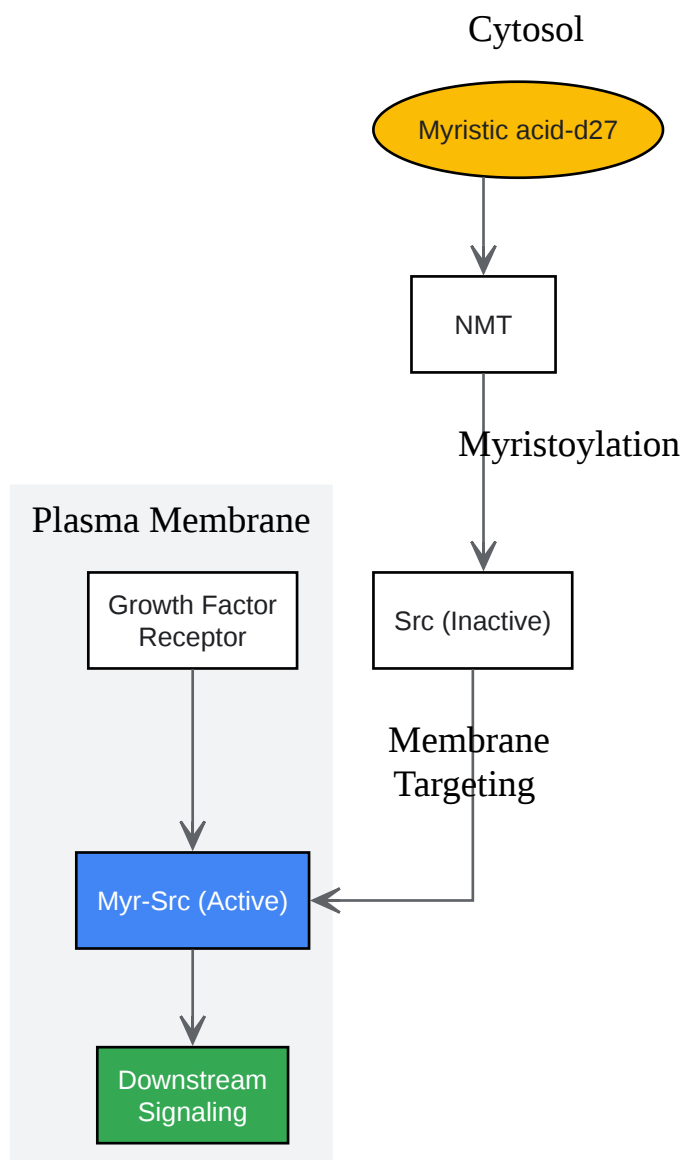 Cytosol
Myristic acid-d27
NMT
Myristoylation
Plasma Membrane
Growth Factor
Receptor
Src (Inactive)
Membrane
Targeting
Myr-Src (Active)
Downstream
Signaling